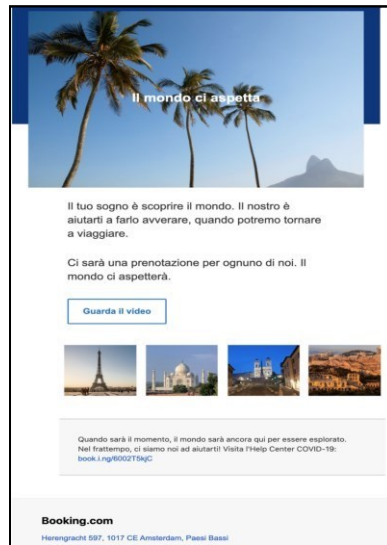 Il mondo ci aspetta
Il tuo sogno è scoprire il mondo. Il nostro è
aiutarti a farlo avverare, quando potremo tornare
a viaggiare.
Ci sarà una prenotazione per ognuno di noi. Il
mondo ci aspetterà.
Guarda il video
Quando sarà il momento, il mondo sarà ancora qui per essere esplorato.
Nel frattempo, ci siamo noi ad aiutarti! Visita l'Help Center COVID-19:
book.i.ng/6002T5kjC
Booking.com
Herengracht 597, 1017 CE Amsterdam, Paesi Bassi